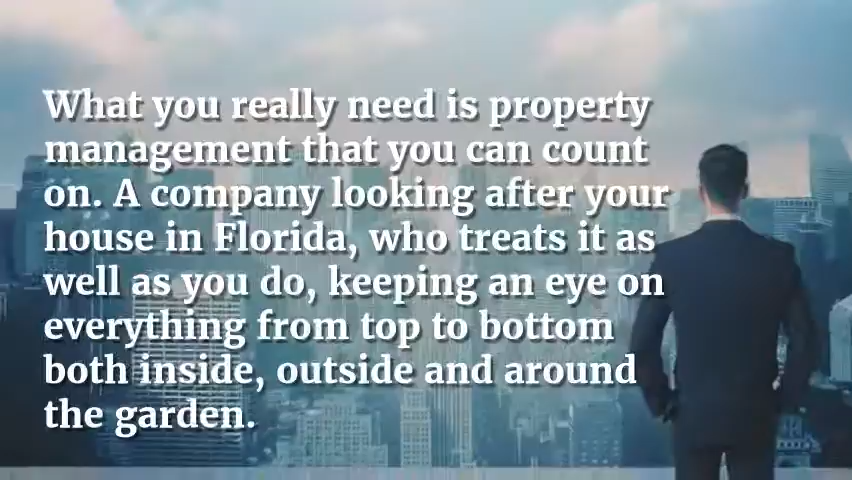 What you really need is property
management that you can count
on. A company looking after your
house in Florida, who treats it as
well as you do, keeping an eye on
everything from top to bottom
both inside, outside and around
the garden.